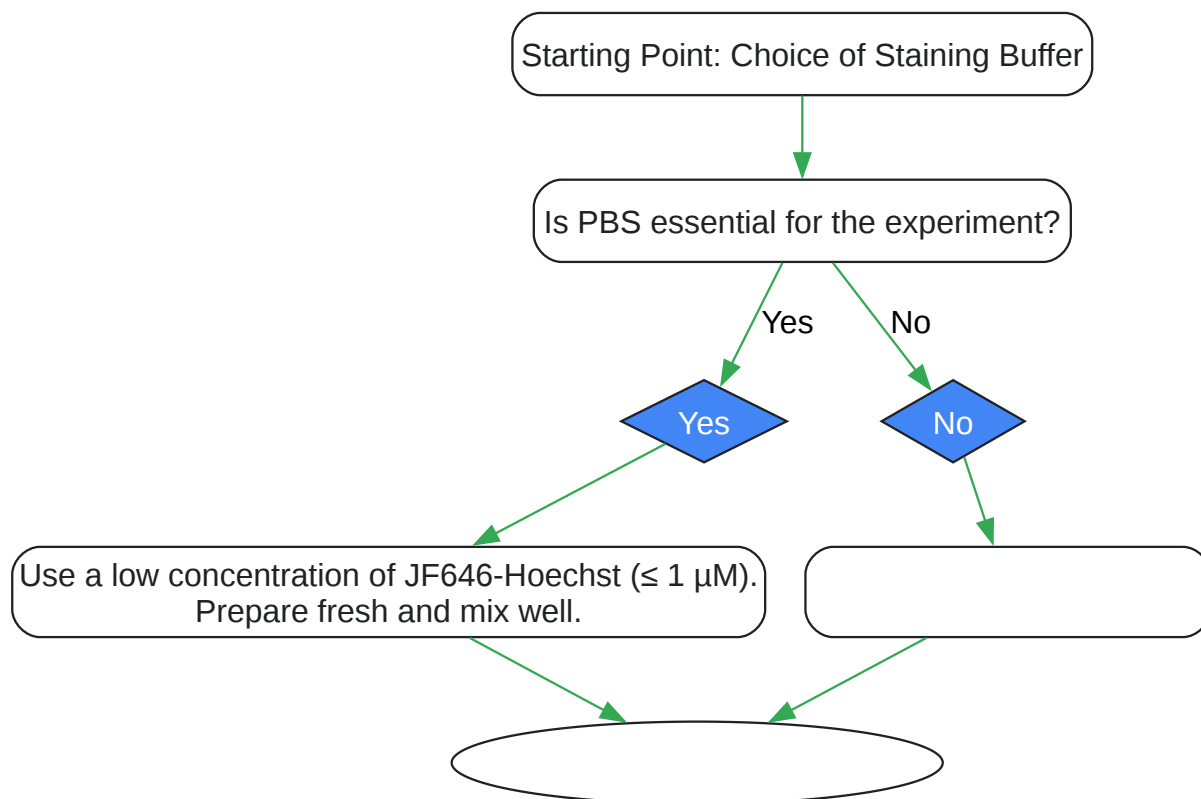 Starting Point: Choice of Staining Buffer
Is PBS essential for the experiment?
Yes
No
Yes
No
Use a low concentration of JF646-Hoechst (≤ 1 µM).
Prepare fresh and mix well.